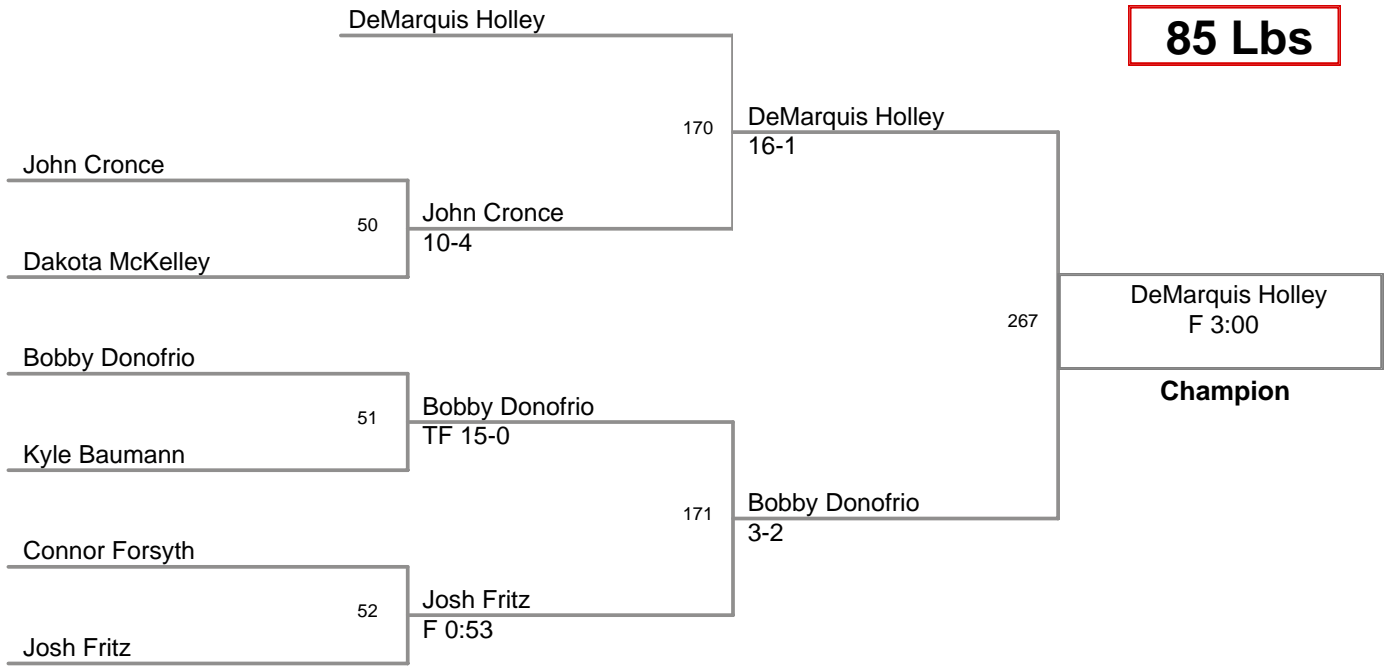 DeMarquis Holley
85 Lbs
170
DeMarquis Holley
16-1
John Cronce
50
John Cronce
10-4
Dakota McKelley
DeMarquis Holley
F 3:00
267
Champion
Bobby Donofrio
51
Bobby Donofrio
TF 15-0
Kyle Baumann
171
Bobby Donofrio
3-2
Connor Forsyth
52
Josh Fritz
F 0:53
Josh Fritz